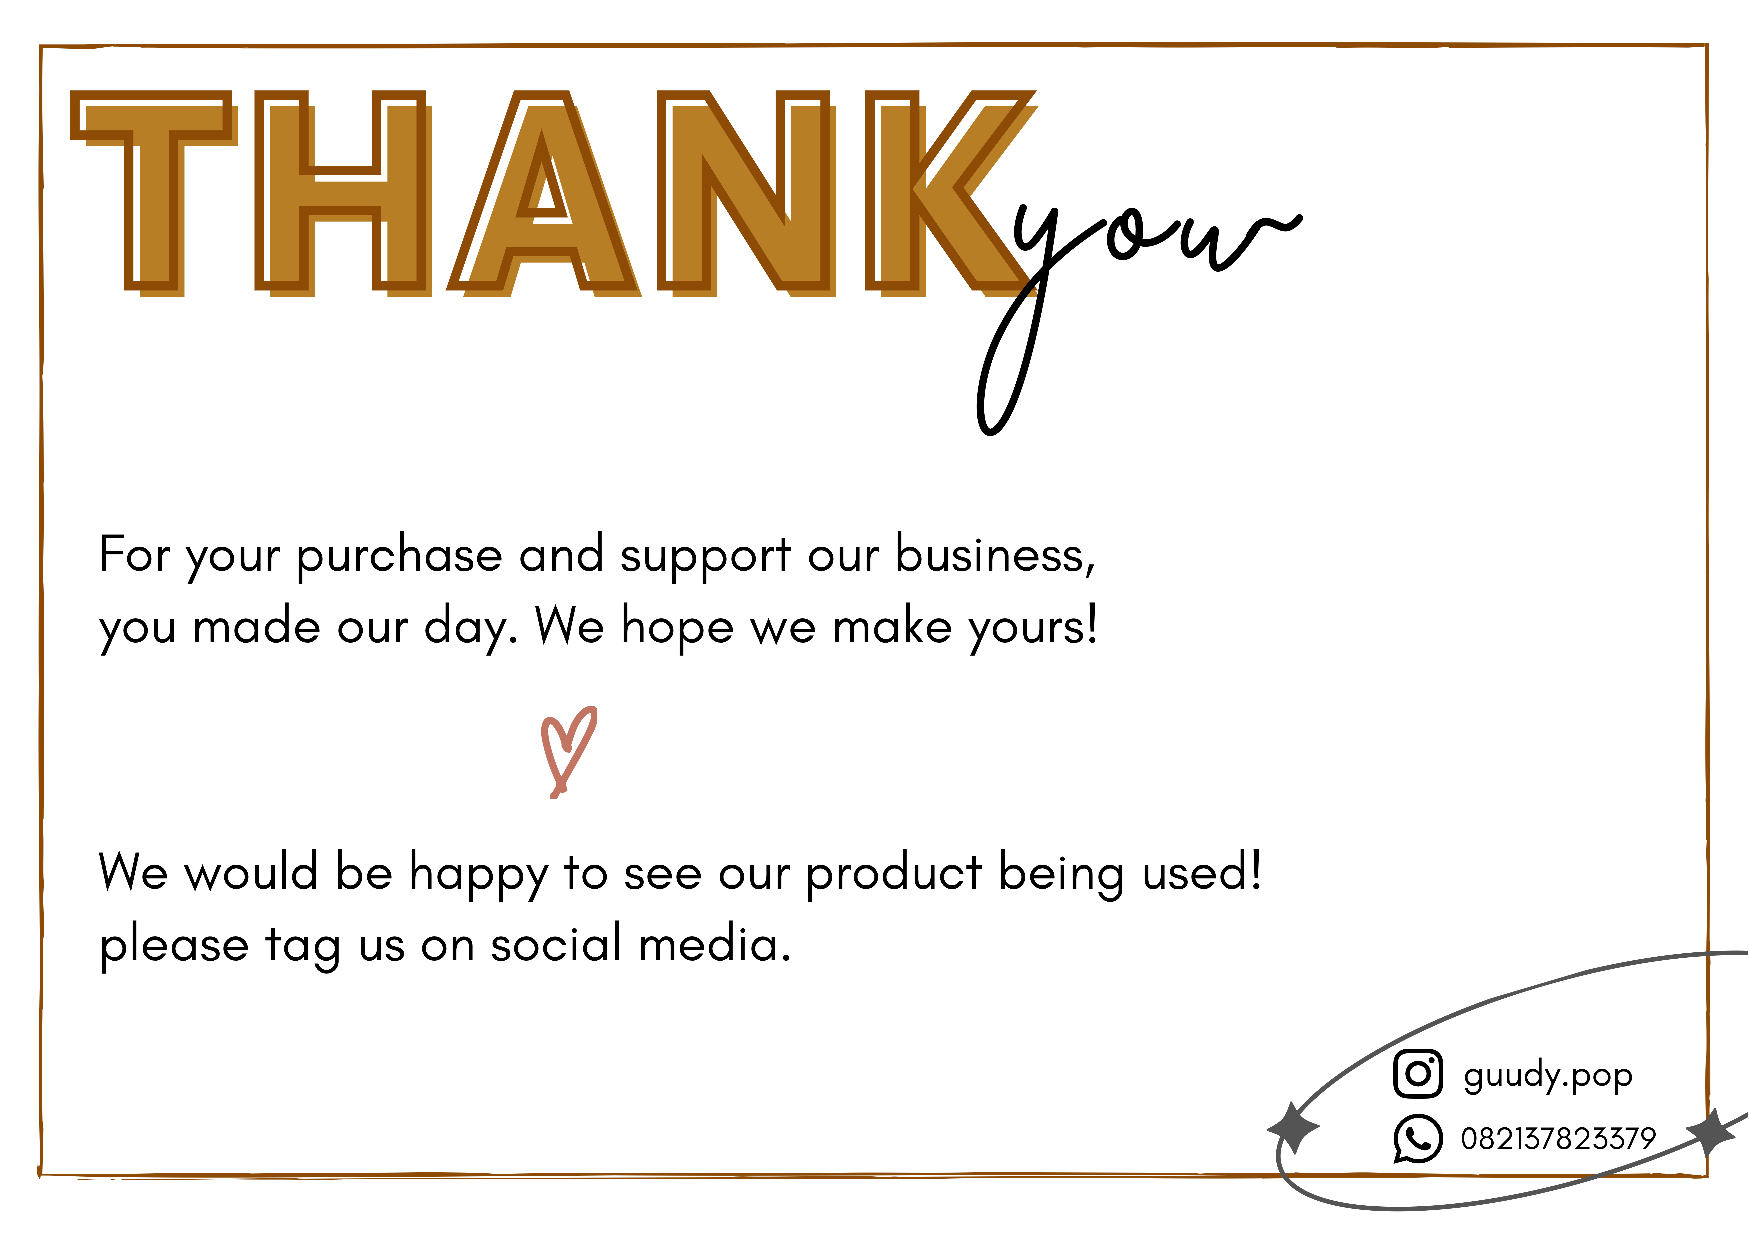 THANK you
For your purchase and support our business,
you made our day. We hope we make yours!
We would be happy to see our product being used!
please tag us on social media.
guudy.pop
082137823379